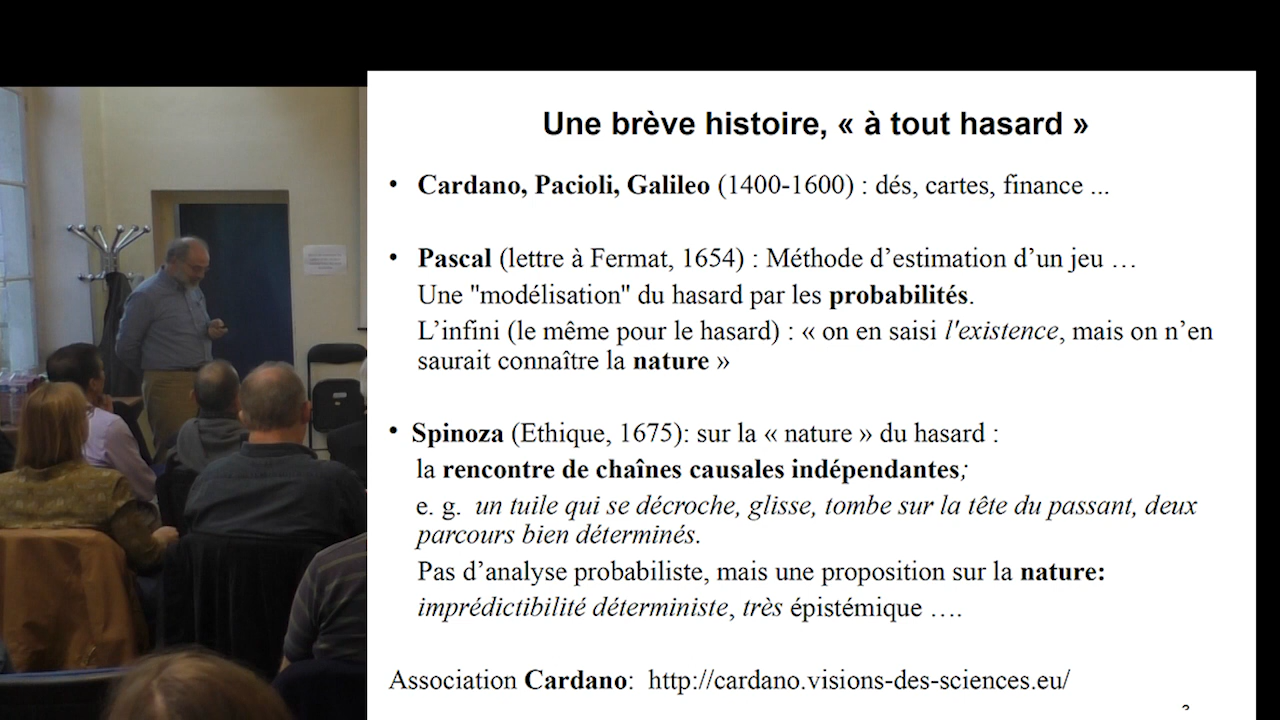 Une brève histoire, « à tout hasard »
• Cardano, Pacioli, Galileo (1400-1600) : dés, cartes, finance ...
• Pascal (lettre à Fermat, 1654) : Méthode d’estimation d’un jeu …
Une "modélisation" du hasard par les probabilités.
L’infini (le même pour le hasard) : « on en saisi l'existence, mais on n’en
saurait connaître la nature »
• Spinoza (Ethique, 1675): sur la « nature » du hasard :
la rencontre de chaînes causales indépendantes;
e. g. un tuile qui se décroche, glisse, tombe sur la tête du passant, deux
parcours bien déterminés.
Pas d’analyse probabiliste, mais une proposition sur la nature:
imprédictibilité déterministe, très épistémique ….
Association Cardano: http://cardano.visions-des-sciences.eu/